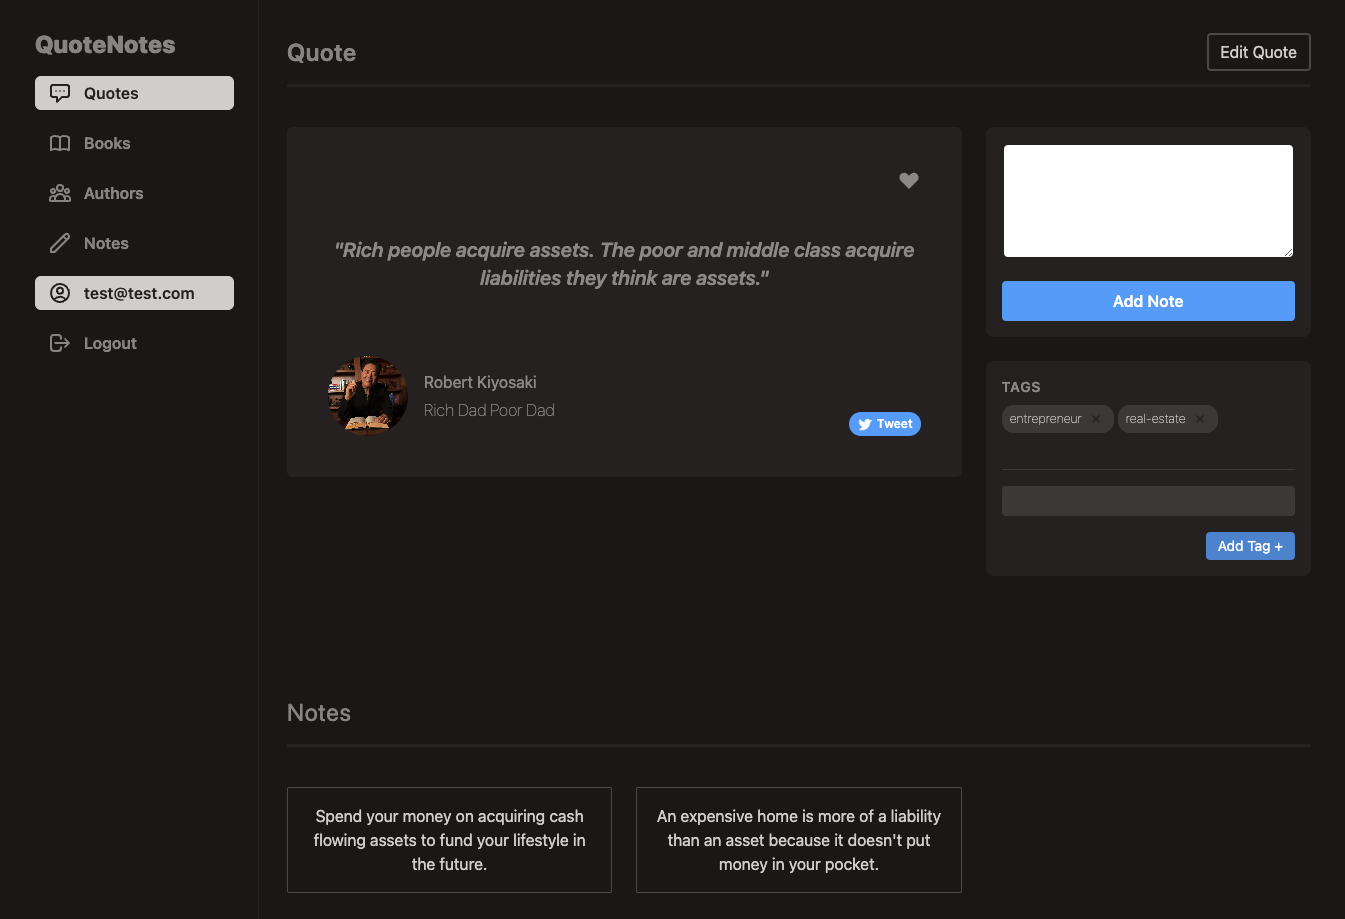 QuoteNotes
Quotes
Books
Authors
Notes
test@test.com
Logout
Quote
Edit Quote
"Rich people acquire assets. The poor and middle class acquire
liabilities they think are assets."
Robert Kiyosaki
Rich Dad Poor Dad
Tweet
Add Note
TAGS
entrepreneur ×
real-estate ×
Add Tag +
Notes
Spend your money on acquiring cash
flowing assets to fund your lifestyle in
the future.
An expensive home is more of a liability
than an asset because it doesn't put
money in your pocket.